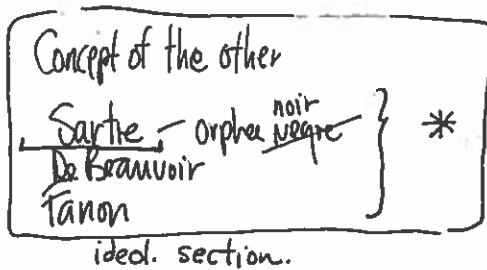 Concept of the other
noir
Sartre - orphee negre } *
De Beauvoir
Fanon
ideol. section.